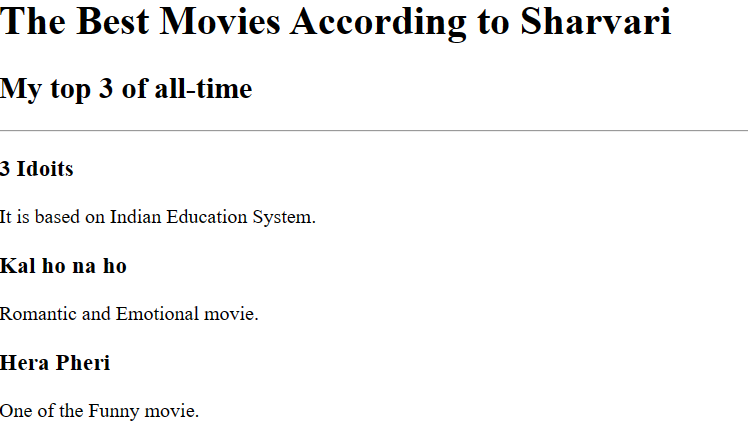 The Best Movies According to Sharvari
My top 3 of all-time
3 Idoits
It is based on Indian Education System.
Kal ho na ho
Romantic and Emotional movie.
Hera Pheri
One of the Funny movie.